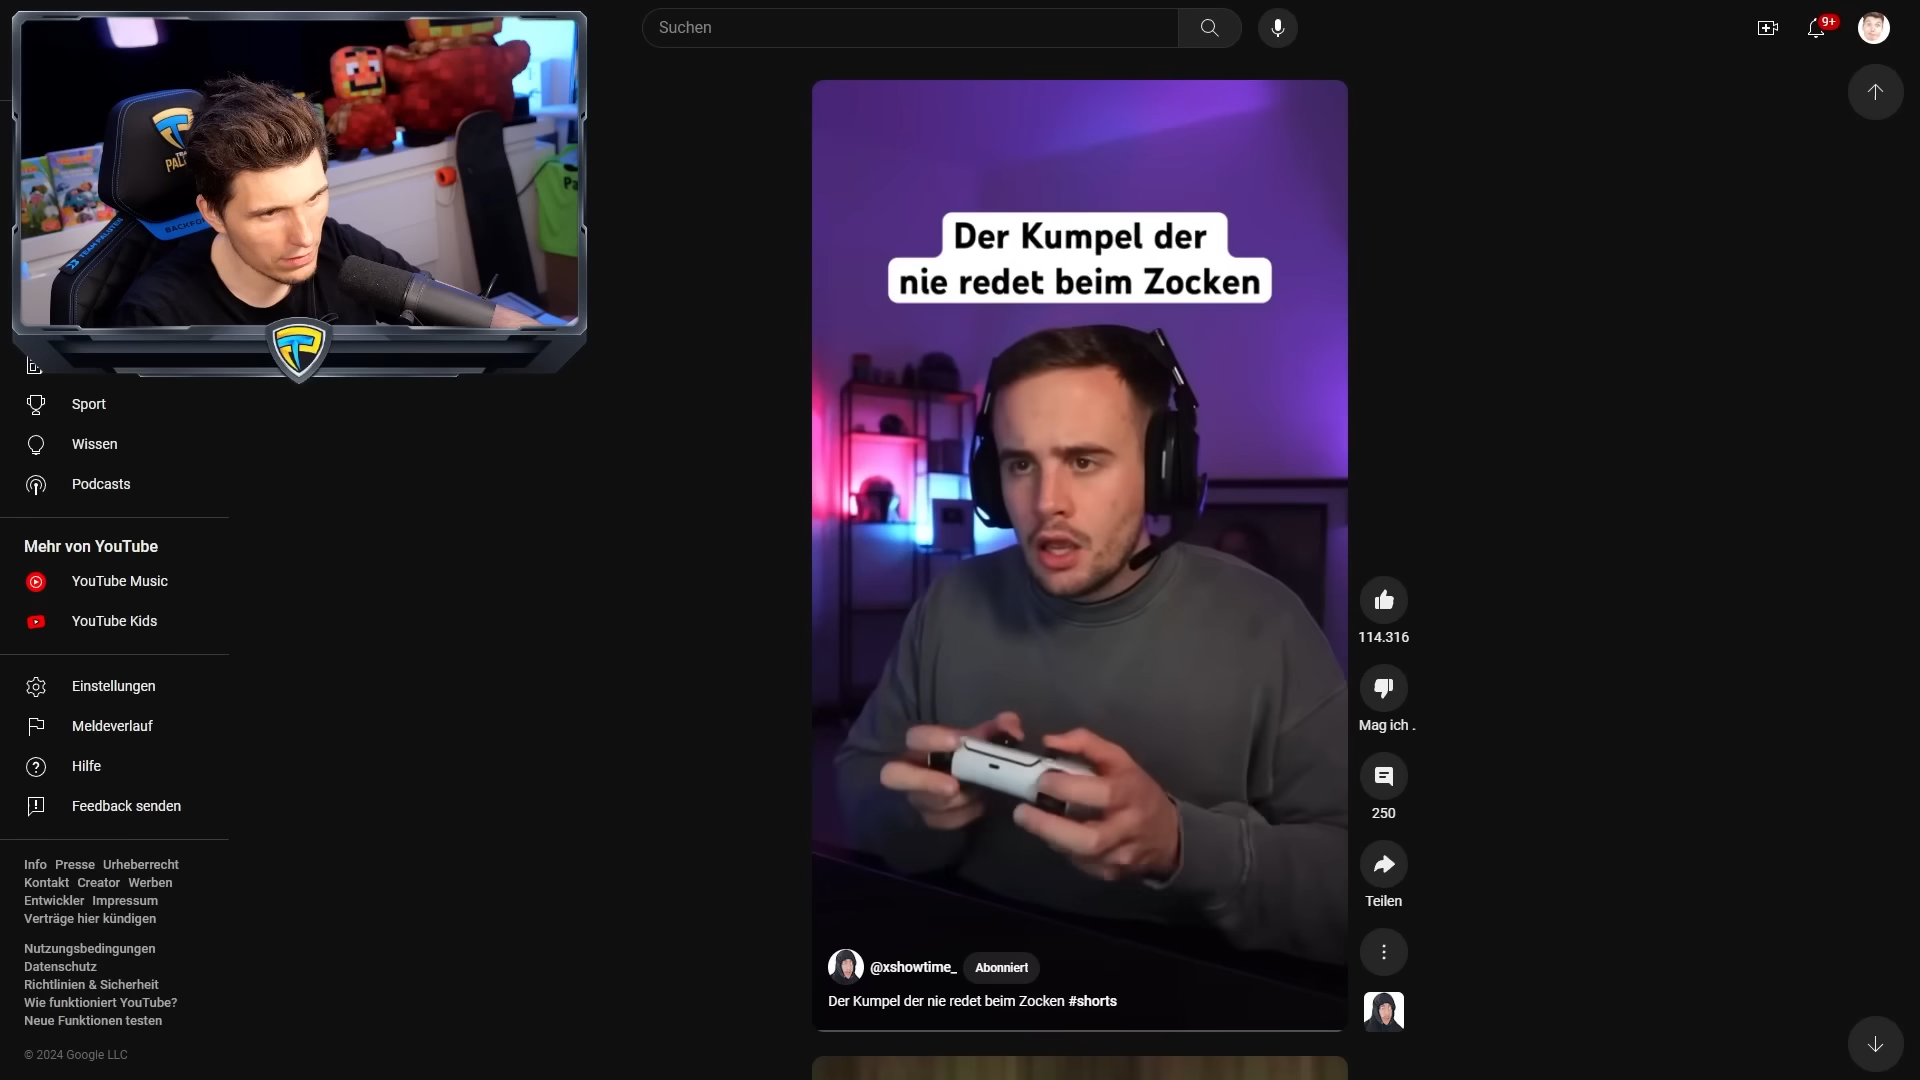 Suchen
9+
Der Kumpel der
nie redet beim Zocken
BACKFO
TEAM PALUTEN
Sport
Wissen
Podcasts
Mehr von YouTube
YouTube Music
YouTube Kids
Einstellungen
Meldeverlauf
Hilfe
Feedback senden
Info Presse Urheberrecht
Kontakt Creator Werben
Entwickler Impressum
Verträge hier kündigen
Nutzungsbedingungen
Datenschutz
Richtlinien & Sicherheit
Wie funktioniert YouTube?
Neue Funktionen testen
© 2024 Google LLC
114.316
Mag ich .
250
Teilen
@xshowtime_ Abonniert
Der Kumpel der nie redet beim Zocken #shorts